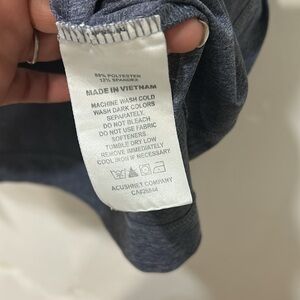 88% POLYESTER
12% SPANDEX
MADE IN VIETNAM
MACHINE WASH COLD
WASH DARK COLORS
SEPARATELY.
DO NOT BLEACH
DO NOT USE FABRIC
SOFTENERS
TUMBLE DRY LOW
REMOVE IMMEDIATELY
COOL IRON IF NECESSARY
ACUSHNET COMPANY